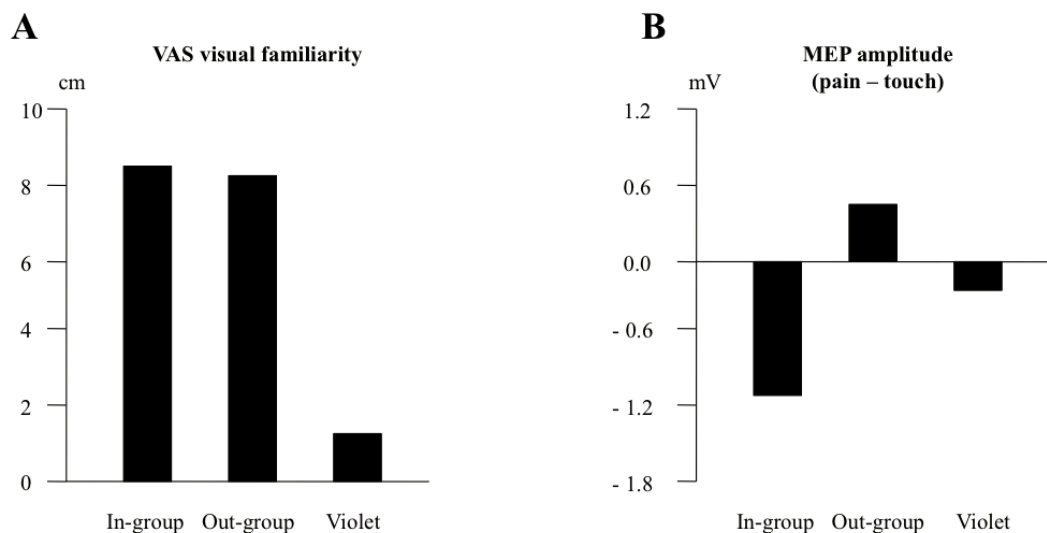 A
VAS visual familiarity
cm
10
8
6
4
2
0
In-group Out-group Violet
B
MEP amplitude
(pain – touch)
mV
1.2
0.6
0.0
- 0.6
- 1.2
- 1.8
In-group Out-group Violet